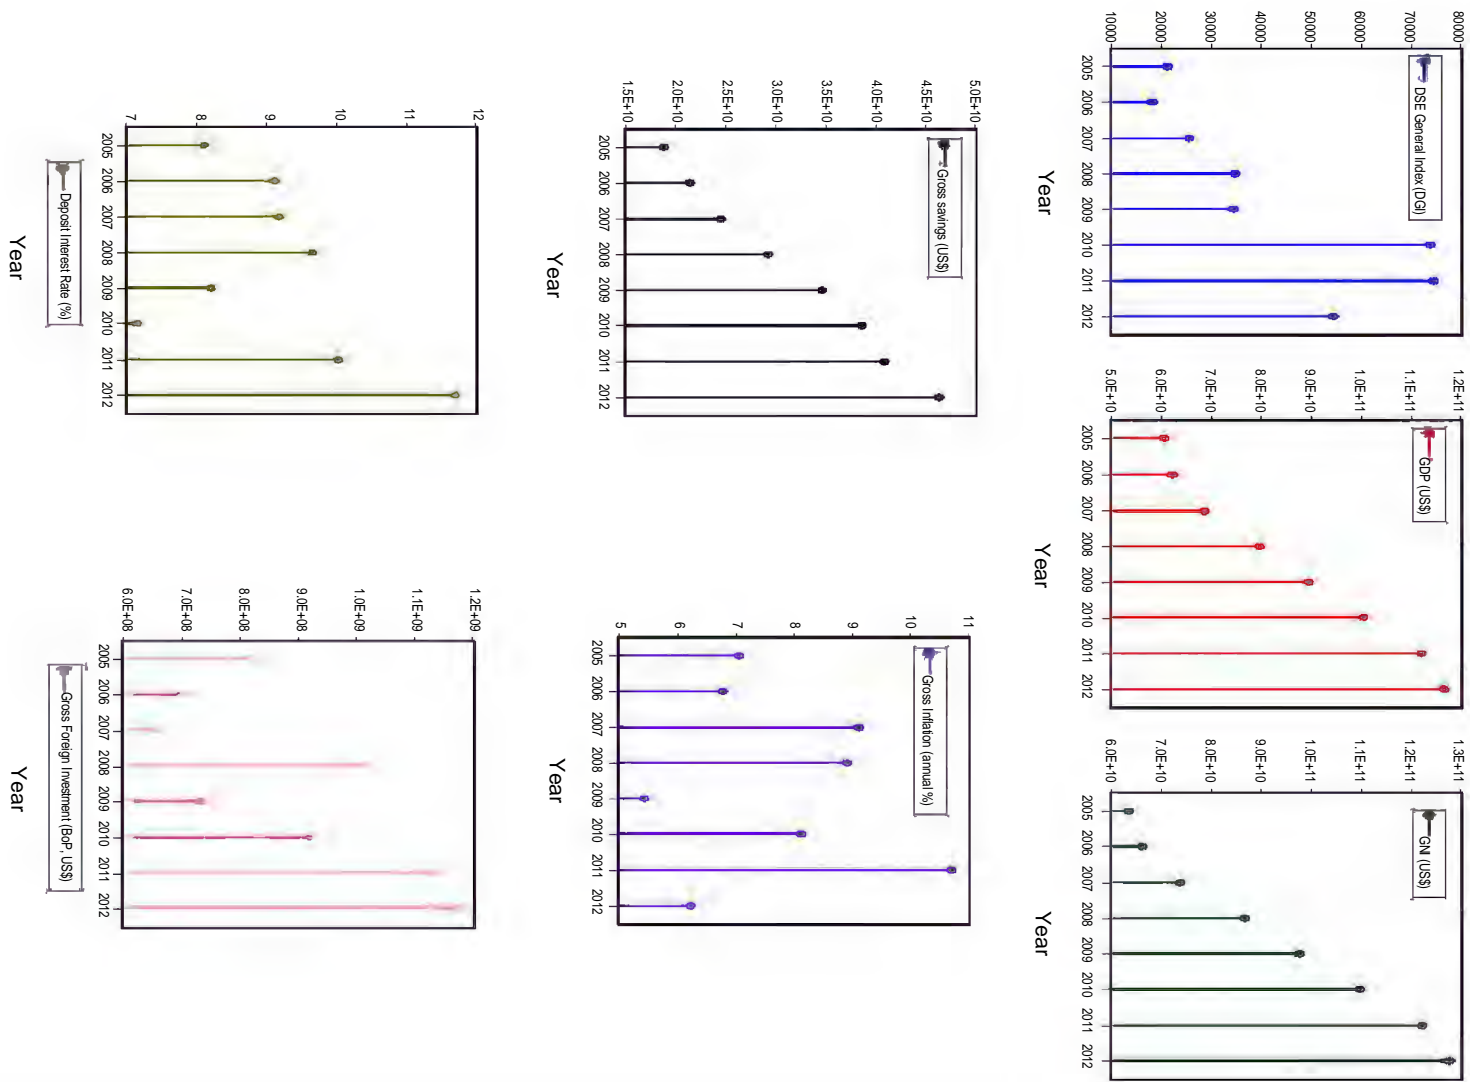 DSE General Index (DGI)
80000
70000
60000
50000
40000
30000
20000
10000
2005 2006 2007 2008 2009 2010 2011 2012
Year
GDP (US$)
1.2E+11
1.1E+11
1.0E+11
9.0E+10
8.0E+10
7.0E+10
6.0E+10
5.0E+10
2005 2006 2007 2008 2009 2010 2011 2012
Year
GNI (US$)
1.3E+11
1.2E+11
1.1E+11
1.1E+11
9.0E+10
8.0E+10
7.0E+10
6.0E+10
2005 2006 2007 2008 2009 2010 2011 2012
Year
Gross savings (US$)
5.0E+10
4.5E+10
4.0E+10
3.5E+10
3.5E+10
2.5E+10
2.0E+10
1.5E+10
2005 2006 2007 2008 2009 2010 2011 2012
Year
Gross Inflation (annual %)
11
10
9
8
7
6
5
2005 2006 2007 2008 2009 2010 2011 2012
Year
12
11
10
9
8
7
2005 2006 2007 2008 2009 2010 2011 2012
Deposit Interest Rate (%)
Year
1.2E+09
1.1E+09
1.0E+09
9.0E+08
8.0E+08
7.0E+08
6.0E+08
2005 2006 2007 2008 2009 2010 2011 2012
Gross Foreign Investment (BoP, US$)
Year